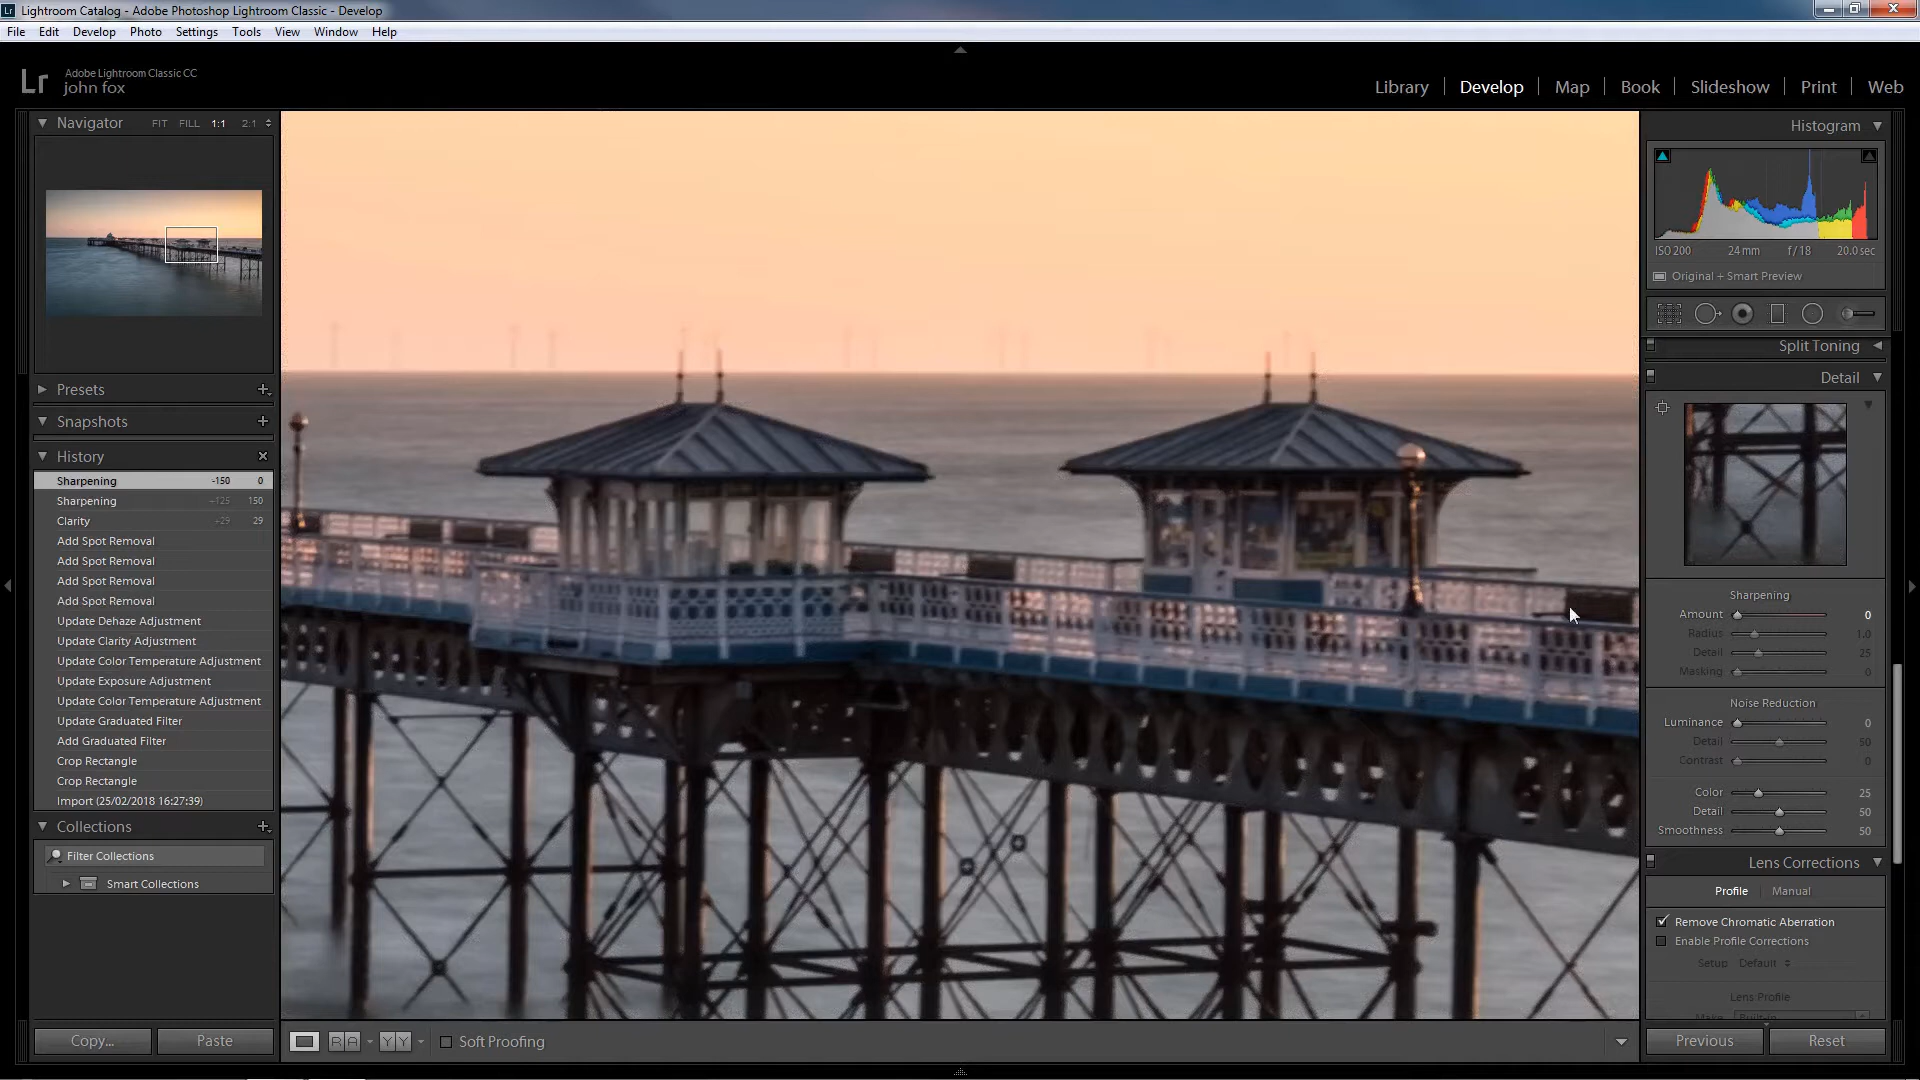 Lightroom Catalog - Adobe Photoshop Lightroom Classic - Develop
File Edit Develop Photo Settings Tools View Window Help
Lr Adobe Lightroom Classic CC
john fox
Library Develop Map Book Slideshow Print Web
Navigator FIT FILL 1:1 2:1
Presets
Snapshots
History
Sharpening -150 0
Sharpening -125 150
Clarity +29 29
Add Spot Removal
Add Spot Removal
Add Spot Removal
Add Spot Removal
Update Dehaze Adjustment
Update Clarity Adjustment
Update Color Temperature Adjustment
Update Exposure Adjustment
Update Color Temperature Adjustment
Update Graduated Filter
Add Graduated Filter
Crop Rectangle
Crop Rectangle
Import (25/02/2018 16:27:39)
Collections
Filter Collections
Smart Collections
Copy... Paste
R A Y Y Soft Proofing
Histogram
ISO 200 24 mm f / 18 20.0 sec
Original + Smart Preview
Split Toning
Detail
Sharpening
Amount 0
Radius 1.0
Detail 25
Masking 0
Noise Reduction
Luminance 0
Detail 50
Contrast 0
Color 25
Detail 50
Smoothness 50
Lens Corrections
Profile Manual
Remove Chromatic Aberration
Enable Profile Corrections
Setup Default
Lens Profile
Make Built-in
Previous Reset